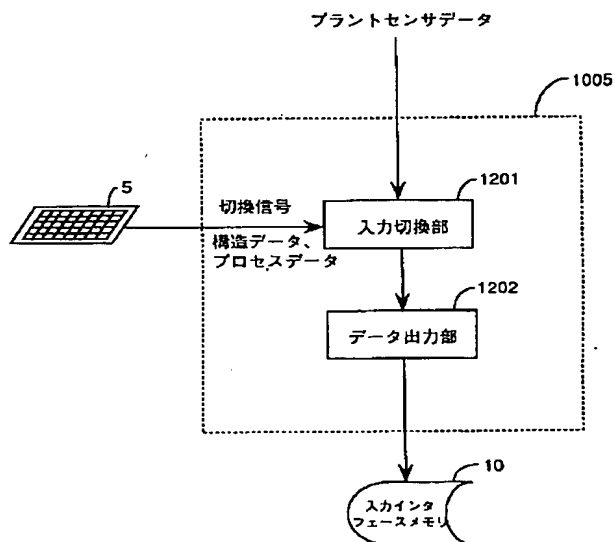 プラントセンサデータ
1005
5
切換信号
1201
入力切換部
構造データ、
プロセスデータ
1202
データ出力部
10
入力インタ
フェースメモリ